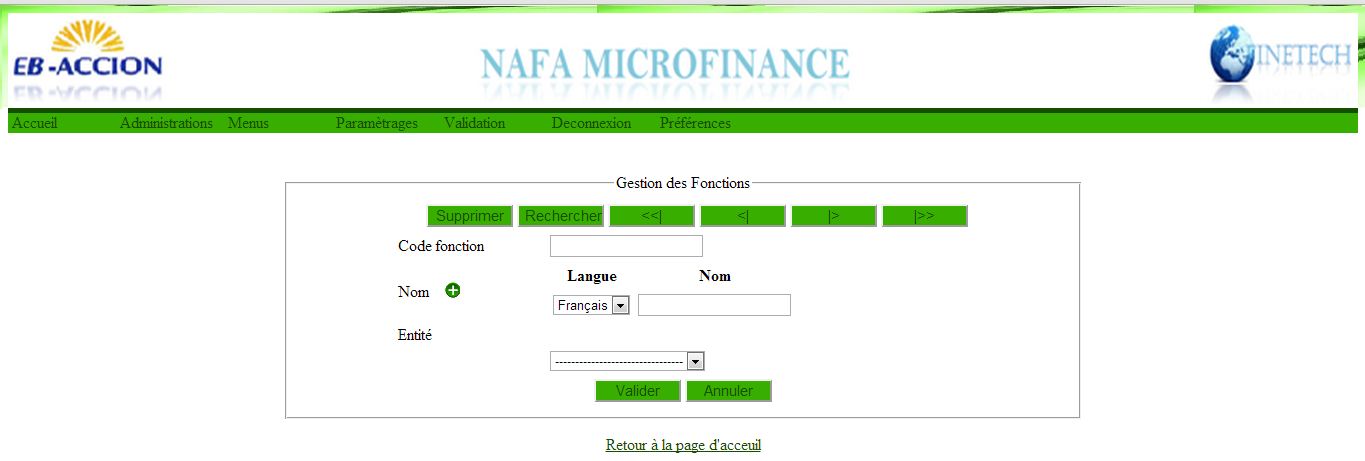 EB-ACCION
NAFA MICROFINANCE
INETECH
Accueil Administrations Menus Paramètrages Validation Deconnexion Préférences
Gestion des Fonctions
Supprimer Rechercher <<| <| |> |>>
Code fonction
Langue Nom
Nom
Français
Entité
--------------------------------
Valider Annuler
Retour à la page d'acceuil